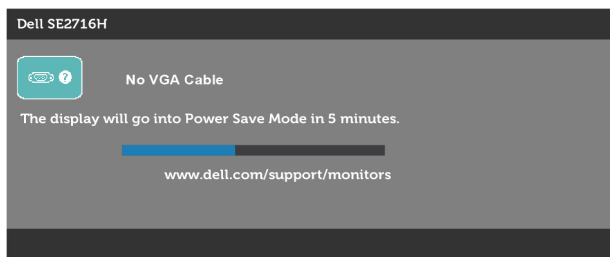 Dell SE2716H
No VGA Cable
The display will go into Power Save Mode in 5 minutes.
www.dell.com/support/monitors